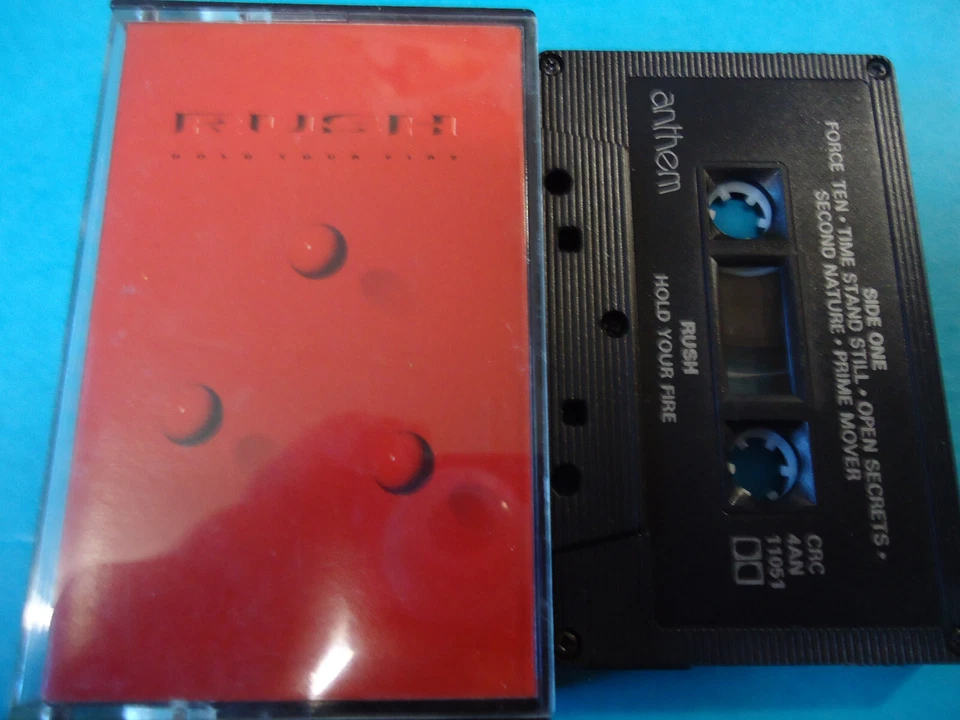 RUSH
HOLD YOUR FIRE
anthem
RUSH
HOLD YOUR FIRE
SIDE ONE
FORCE TEN • TIME STAND STILL • OPEN SECRETS •
SECOND NATURE • PRIME MOVER
CRC
4AN
11051